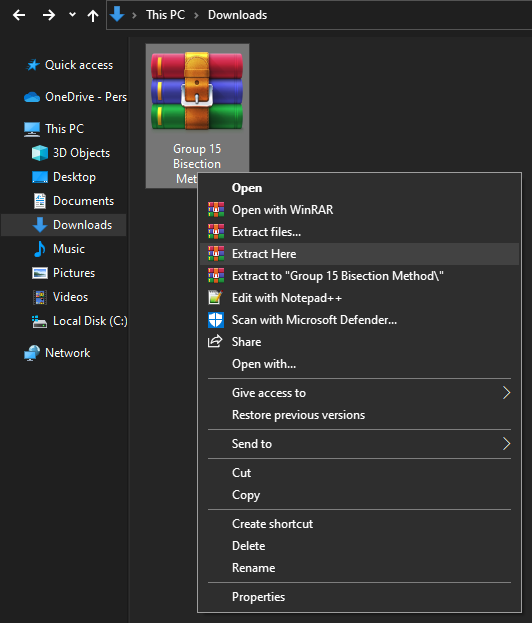 This PC > Downloads
Quick access
OneDrive - Pers
This PC
3D Objects
Desktop
Documents
Downloads
Music
Pictures
Videos
Local Disk (C:)
Network
Group 15
Bisection
Open
Open with WinRAR
Extract files...
Extract Here
Extract to "Group 15 Bisection Method\"
Edit with Notepad++
Scan with Microsoft Defender...
Share
Open with...
Give access to
Restore previous versions
Send to
Cut
Copy
Create shortcut
Delete
Rename
Properties